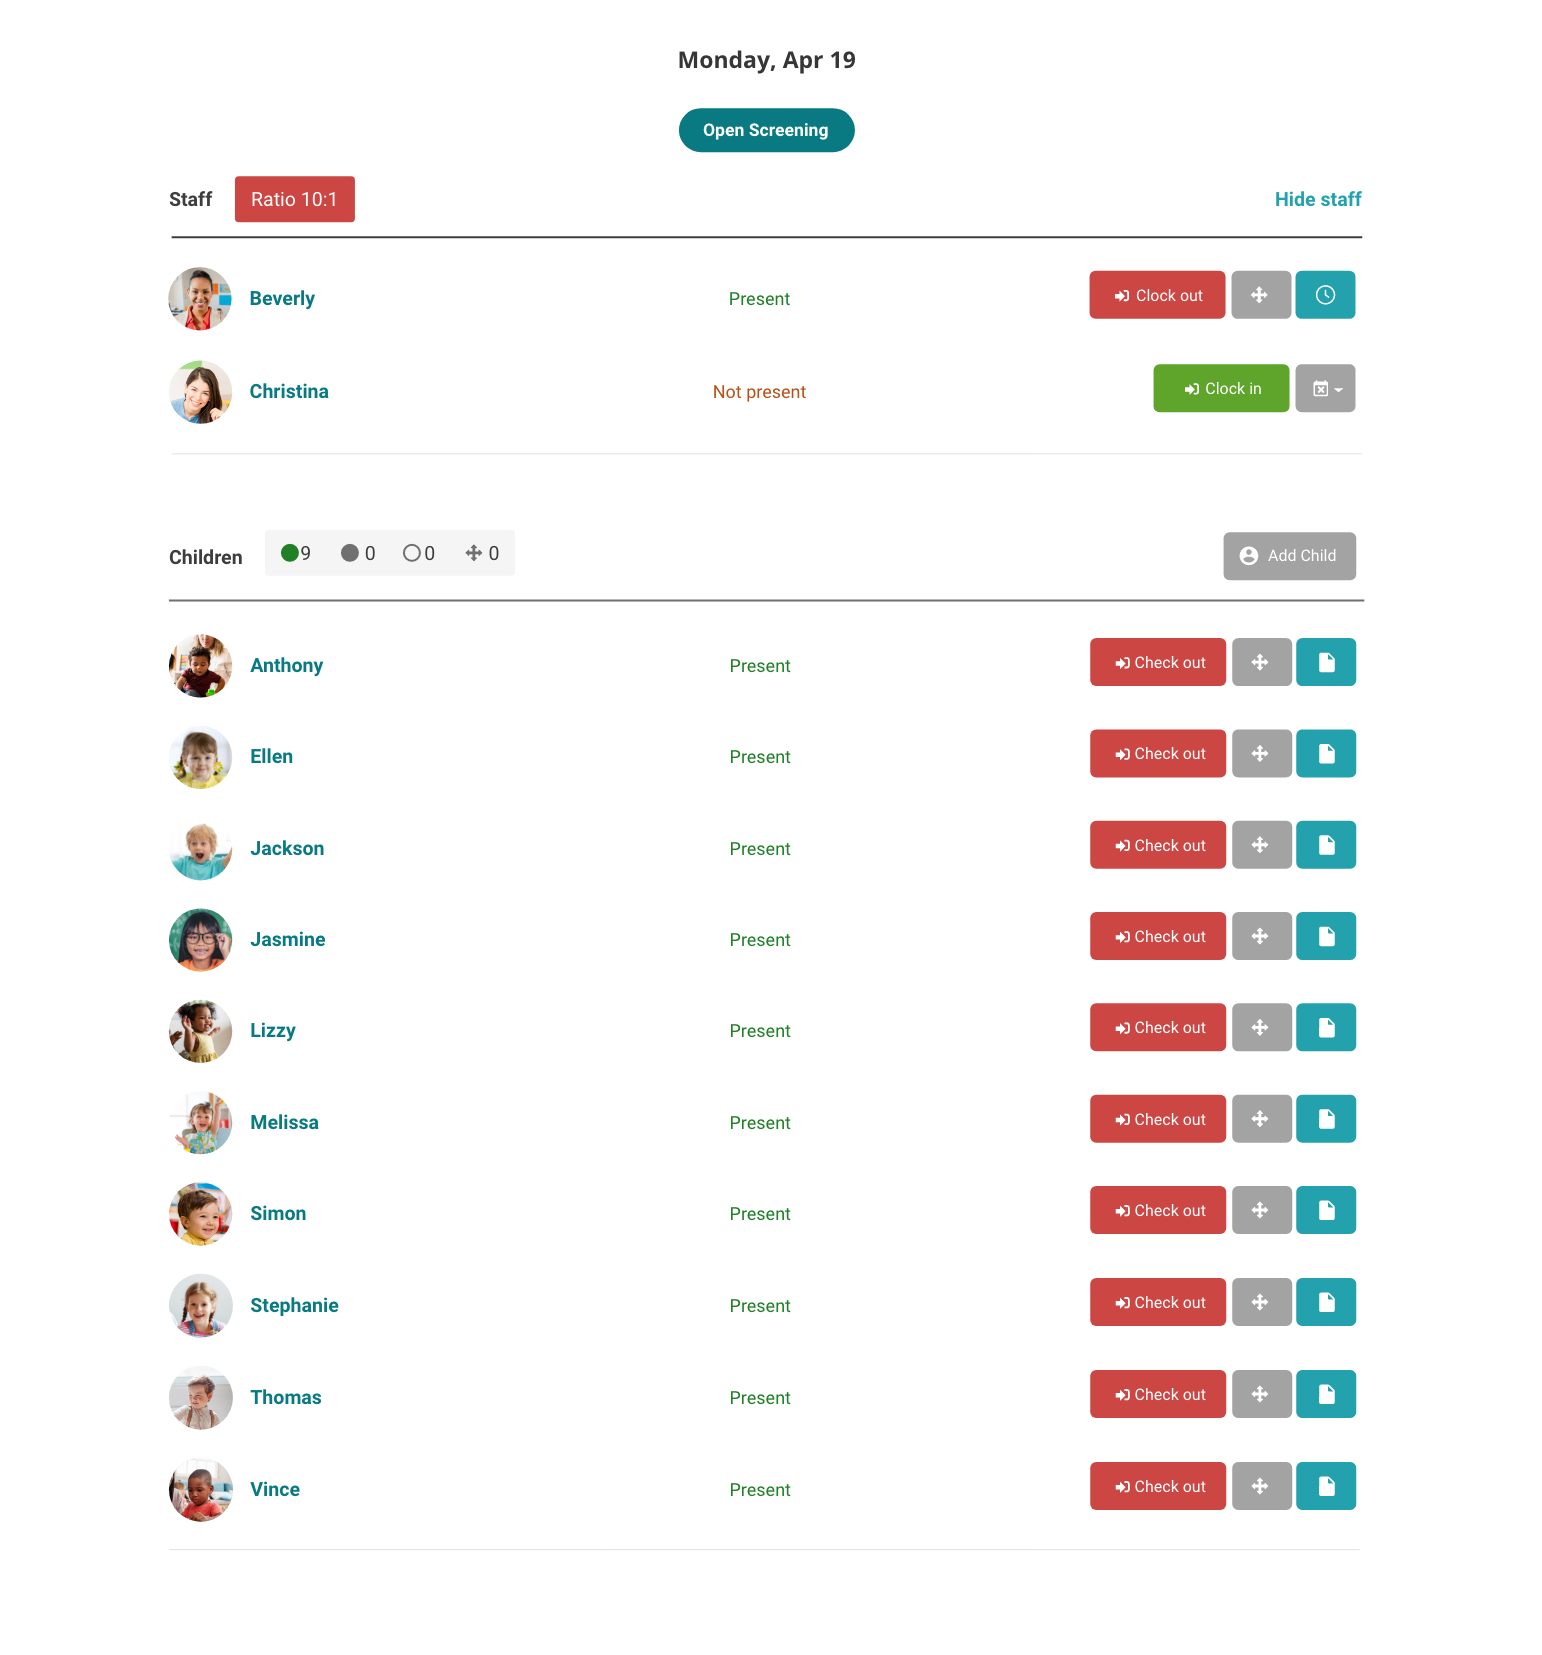 Monday, Apr 19
Open Screening
Staff Ratio 10:1 Hide staff
Beverly Present Clock out
Christina Not present Clock in
Children 9 0 0 0 Add Child
Anthony Present Check out
Ellen Present Check out
Jackson Present Check out
Jasmine Present Check out
Lizzy Present Check out
Melissa Present Check out
Simon Present Check out
Stephanie Present Check out
Thomas Present Check out
Vince Present Check out